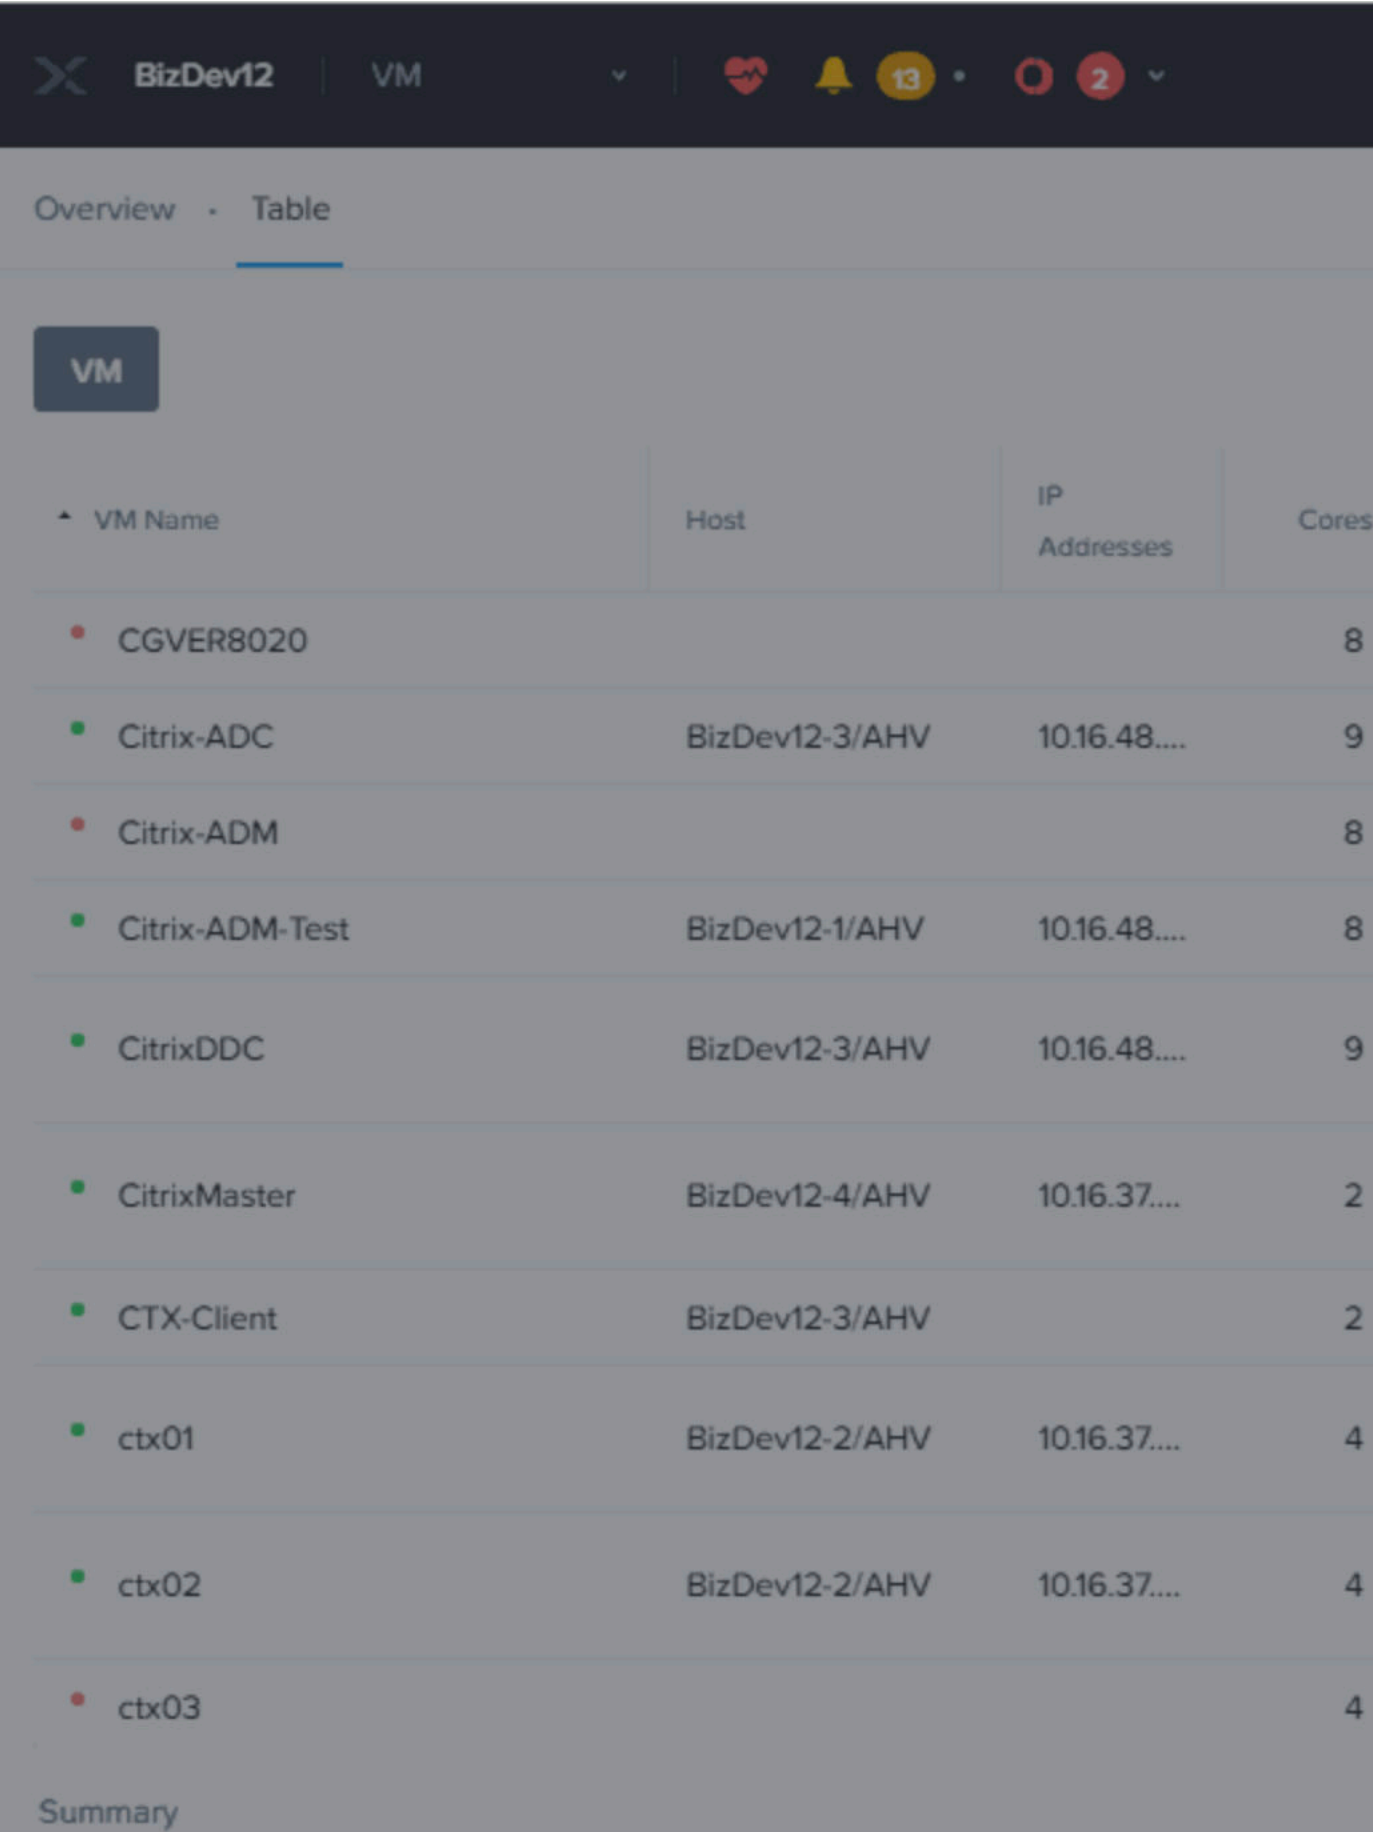 BizDev12 VM 13 2
Overview Table
VM
VM Name Host IP Addresses Cores
CGVER8020 8
Citrix-ADC BizDev12-3/AHV 10.16.48.... 9
Citrix-ADM 8
Citrix-ADM-Test BizDev12-1/AHV 10.16.48.... 8
CitrixDDC BizDev12-3/AHV 10.16.48.... 9
CitrixMaster BizDev12-4/AHV 10.16.37.... 2
CTX-Client BizDev12-3/AHV 2
ctx01 BizDev12-2/AHV 10.16.37.... 4
ctx02 BizDev12-2/AHV 10.16.37.... 4
ctx03 4
Summary